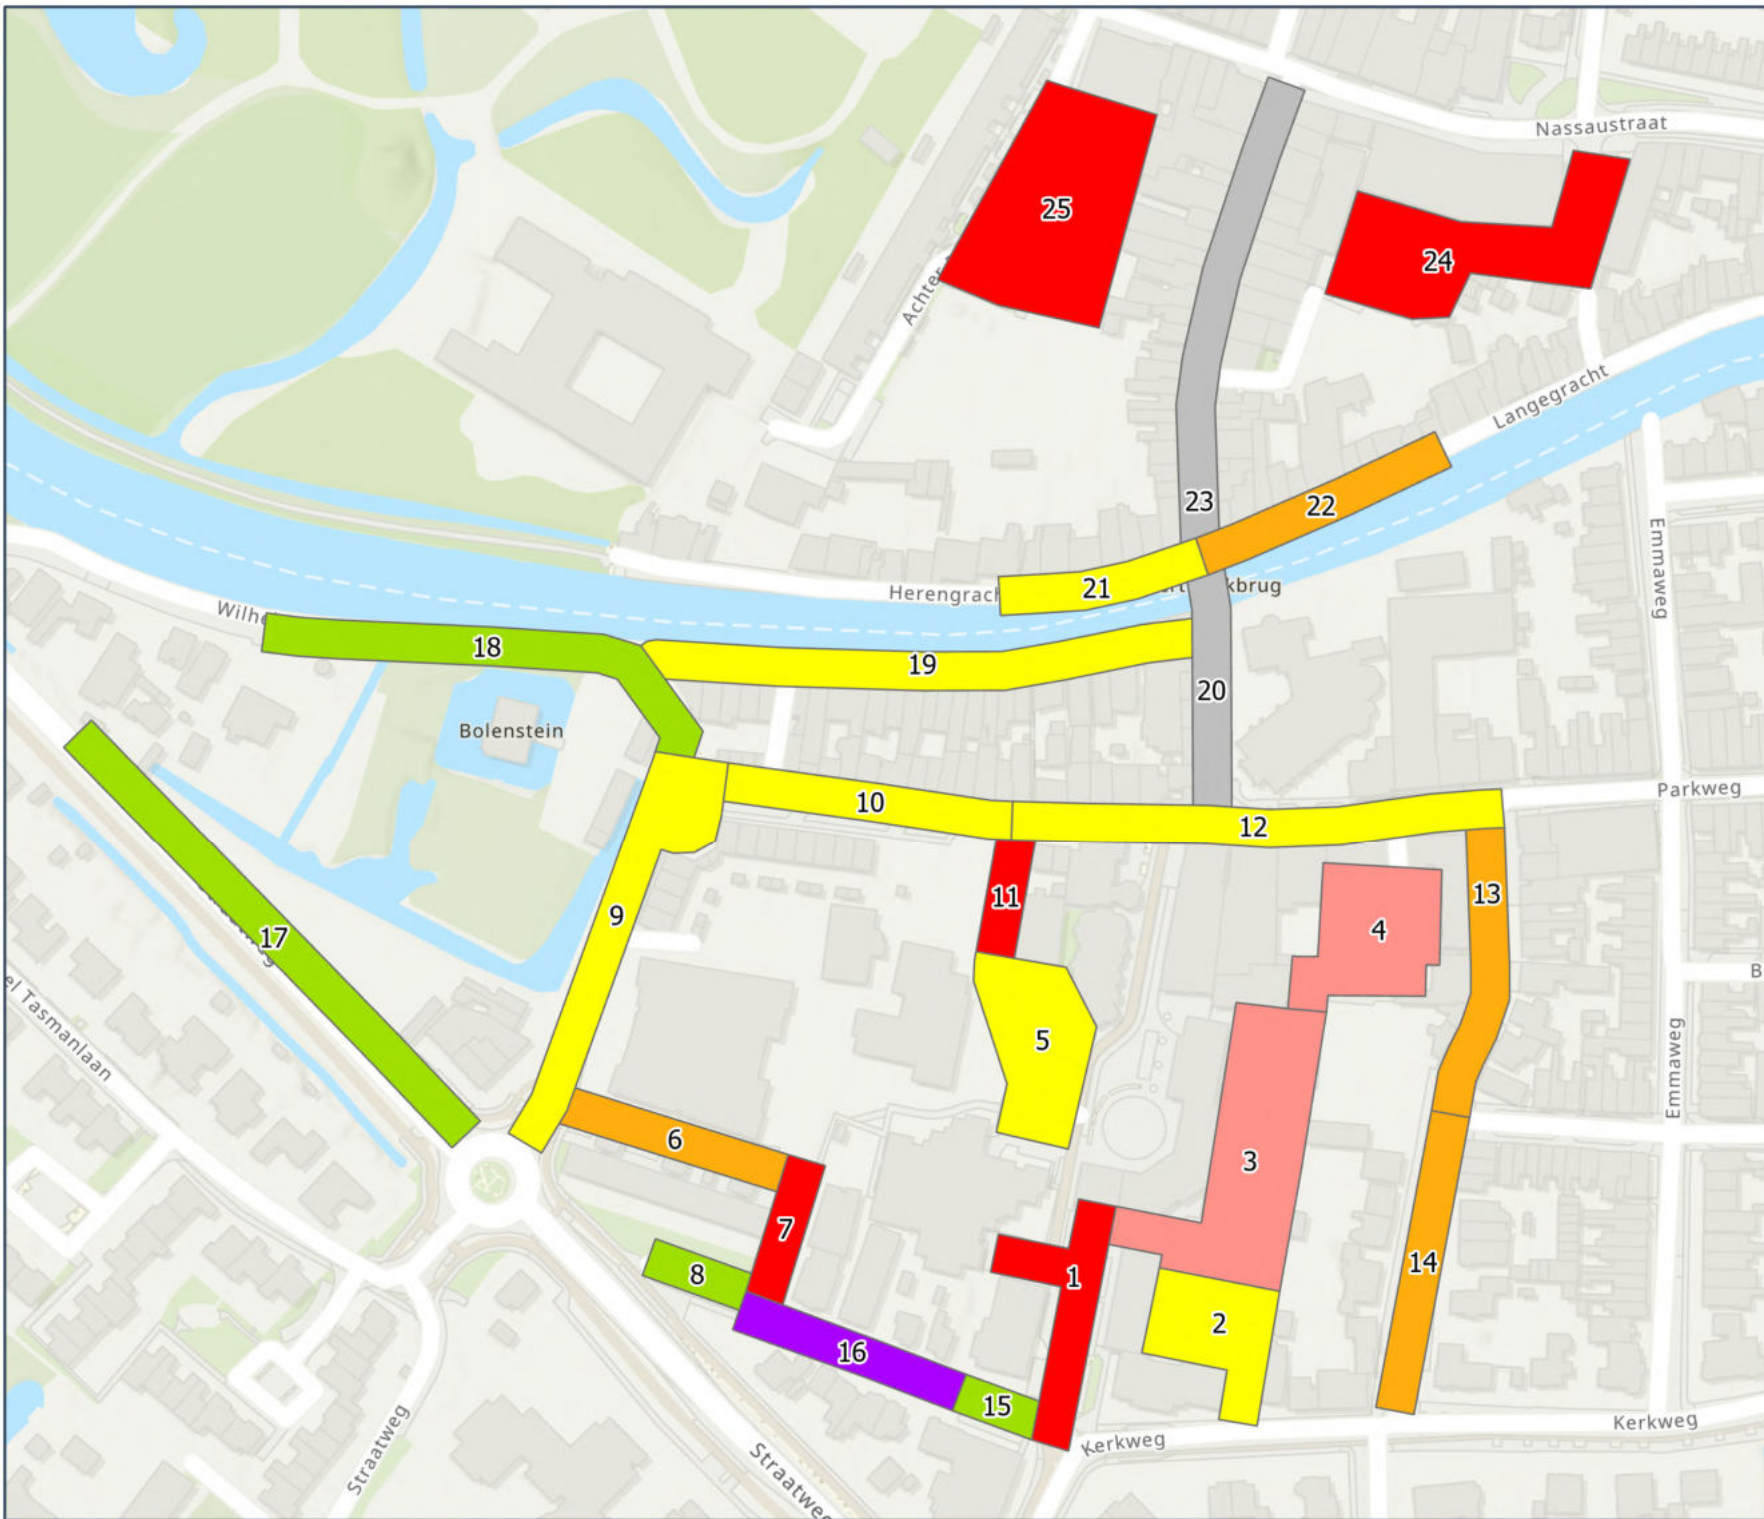 Nassaustraat
25
24
Achter
Langegracht
23
22
Emmaweg
21
Herengrach
Wilhe
18
19
20
Bolenstein
Parkweg
10
12
11
13
9
4
17
B
el Tasmanlaan
5
Emmaweg
6
3
7
8
1
14
2
16
15
Kerkweg
Kerkweg
Straatweg
Straatweg